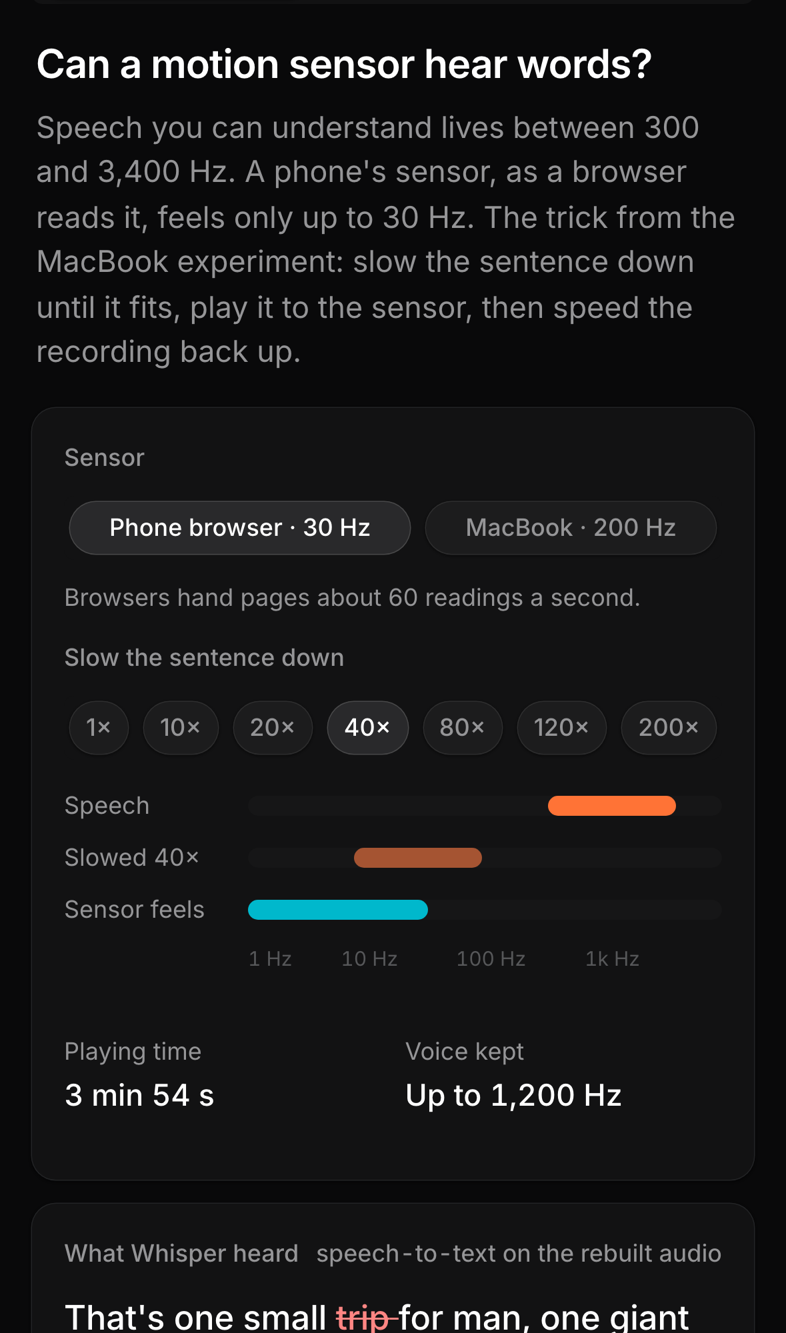 Can a motion sensor hear words?
Speech you can understand lives between 300
and 3,400 Hz. A phone's sensor, as a browser
reads it, feels only up to 30 Hz. The trick from the
MacBook experiment: slow the sentence down
until it fits, play it to the sensor, then speed the
recording back up.
Sensor
Phone browser · 30 Hz MacBook · 200 Hz
Browsers hand pages about 60 readings a second.
Slow the sentence down
1× 10× 20× 40× 80× 120× 200×
Speech
Slowed 40×
Sensor feels
1 Hz 10 Hz 100 Hz 1k Hz
Playing time Voice kept
3 min 54 s Up to 1,200 Hz
What Whisper heard speech-to-text on the rebuilt audio
That's one small trip for man, one giant